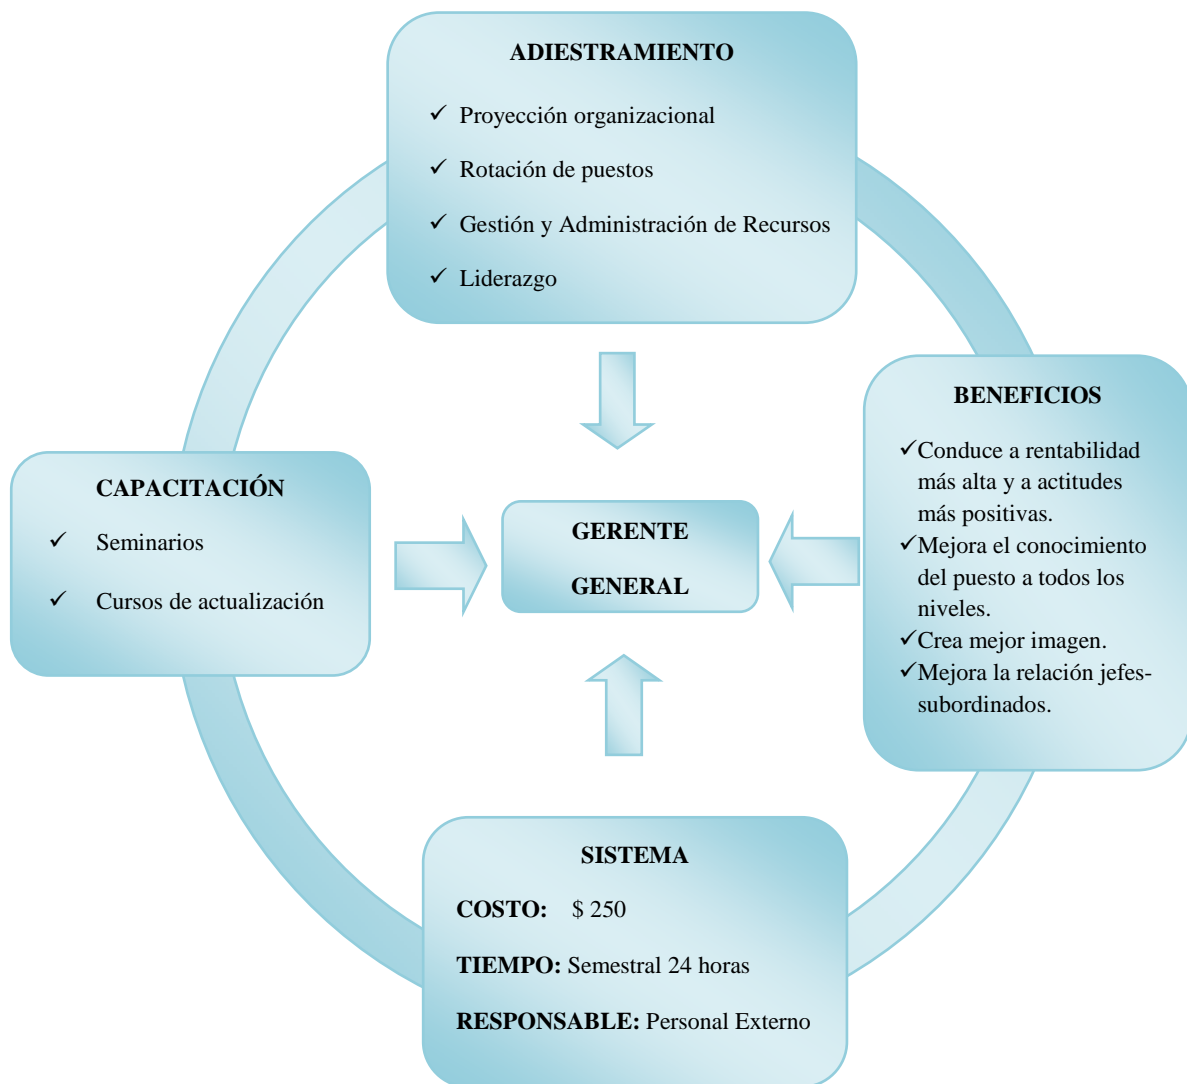 ADIESTRAMIENTO
✓ Proyección organizacional
✓ Rotación de puestos
✓ Gestión y Administración de Recursos
✓ Liderazgo
CAPACITACIÓN
✓ Seminarios
✓ Cursos de actualización
GERENTE
GENERAL
BENEFICIOS
✓Conduce a rentabilidad
más alta y a actitudes
más positivas.
✓Mejora el conocimiento
del puesto a todos los
niveles.
✓Crea mejor imagen.
✓Mejora la relación jefes-
subordinados.
SISTEMA
COSTO: $ 250
TIEMPO: Semestral 24 horas
RESPONSABLE: Personal Externo